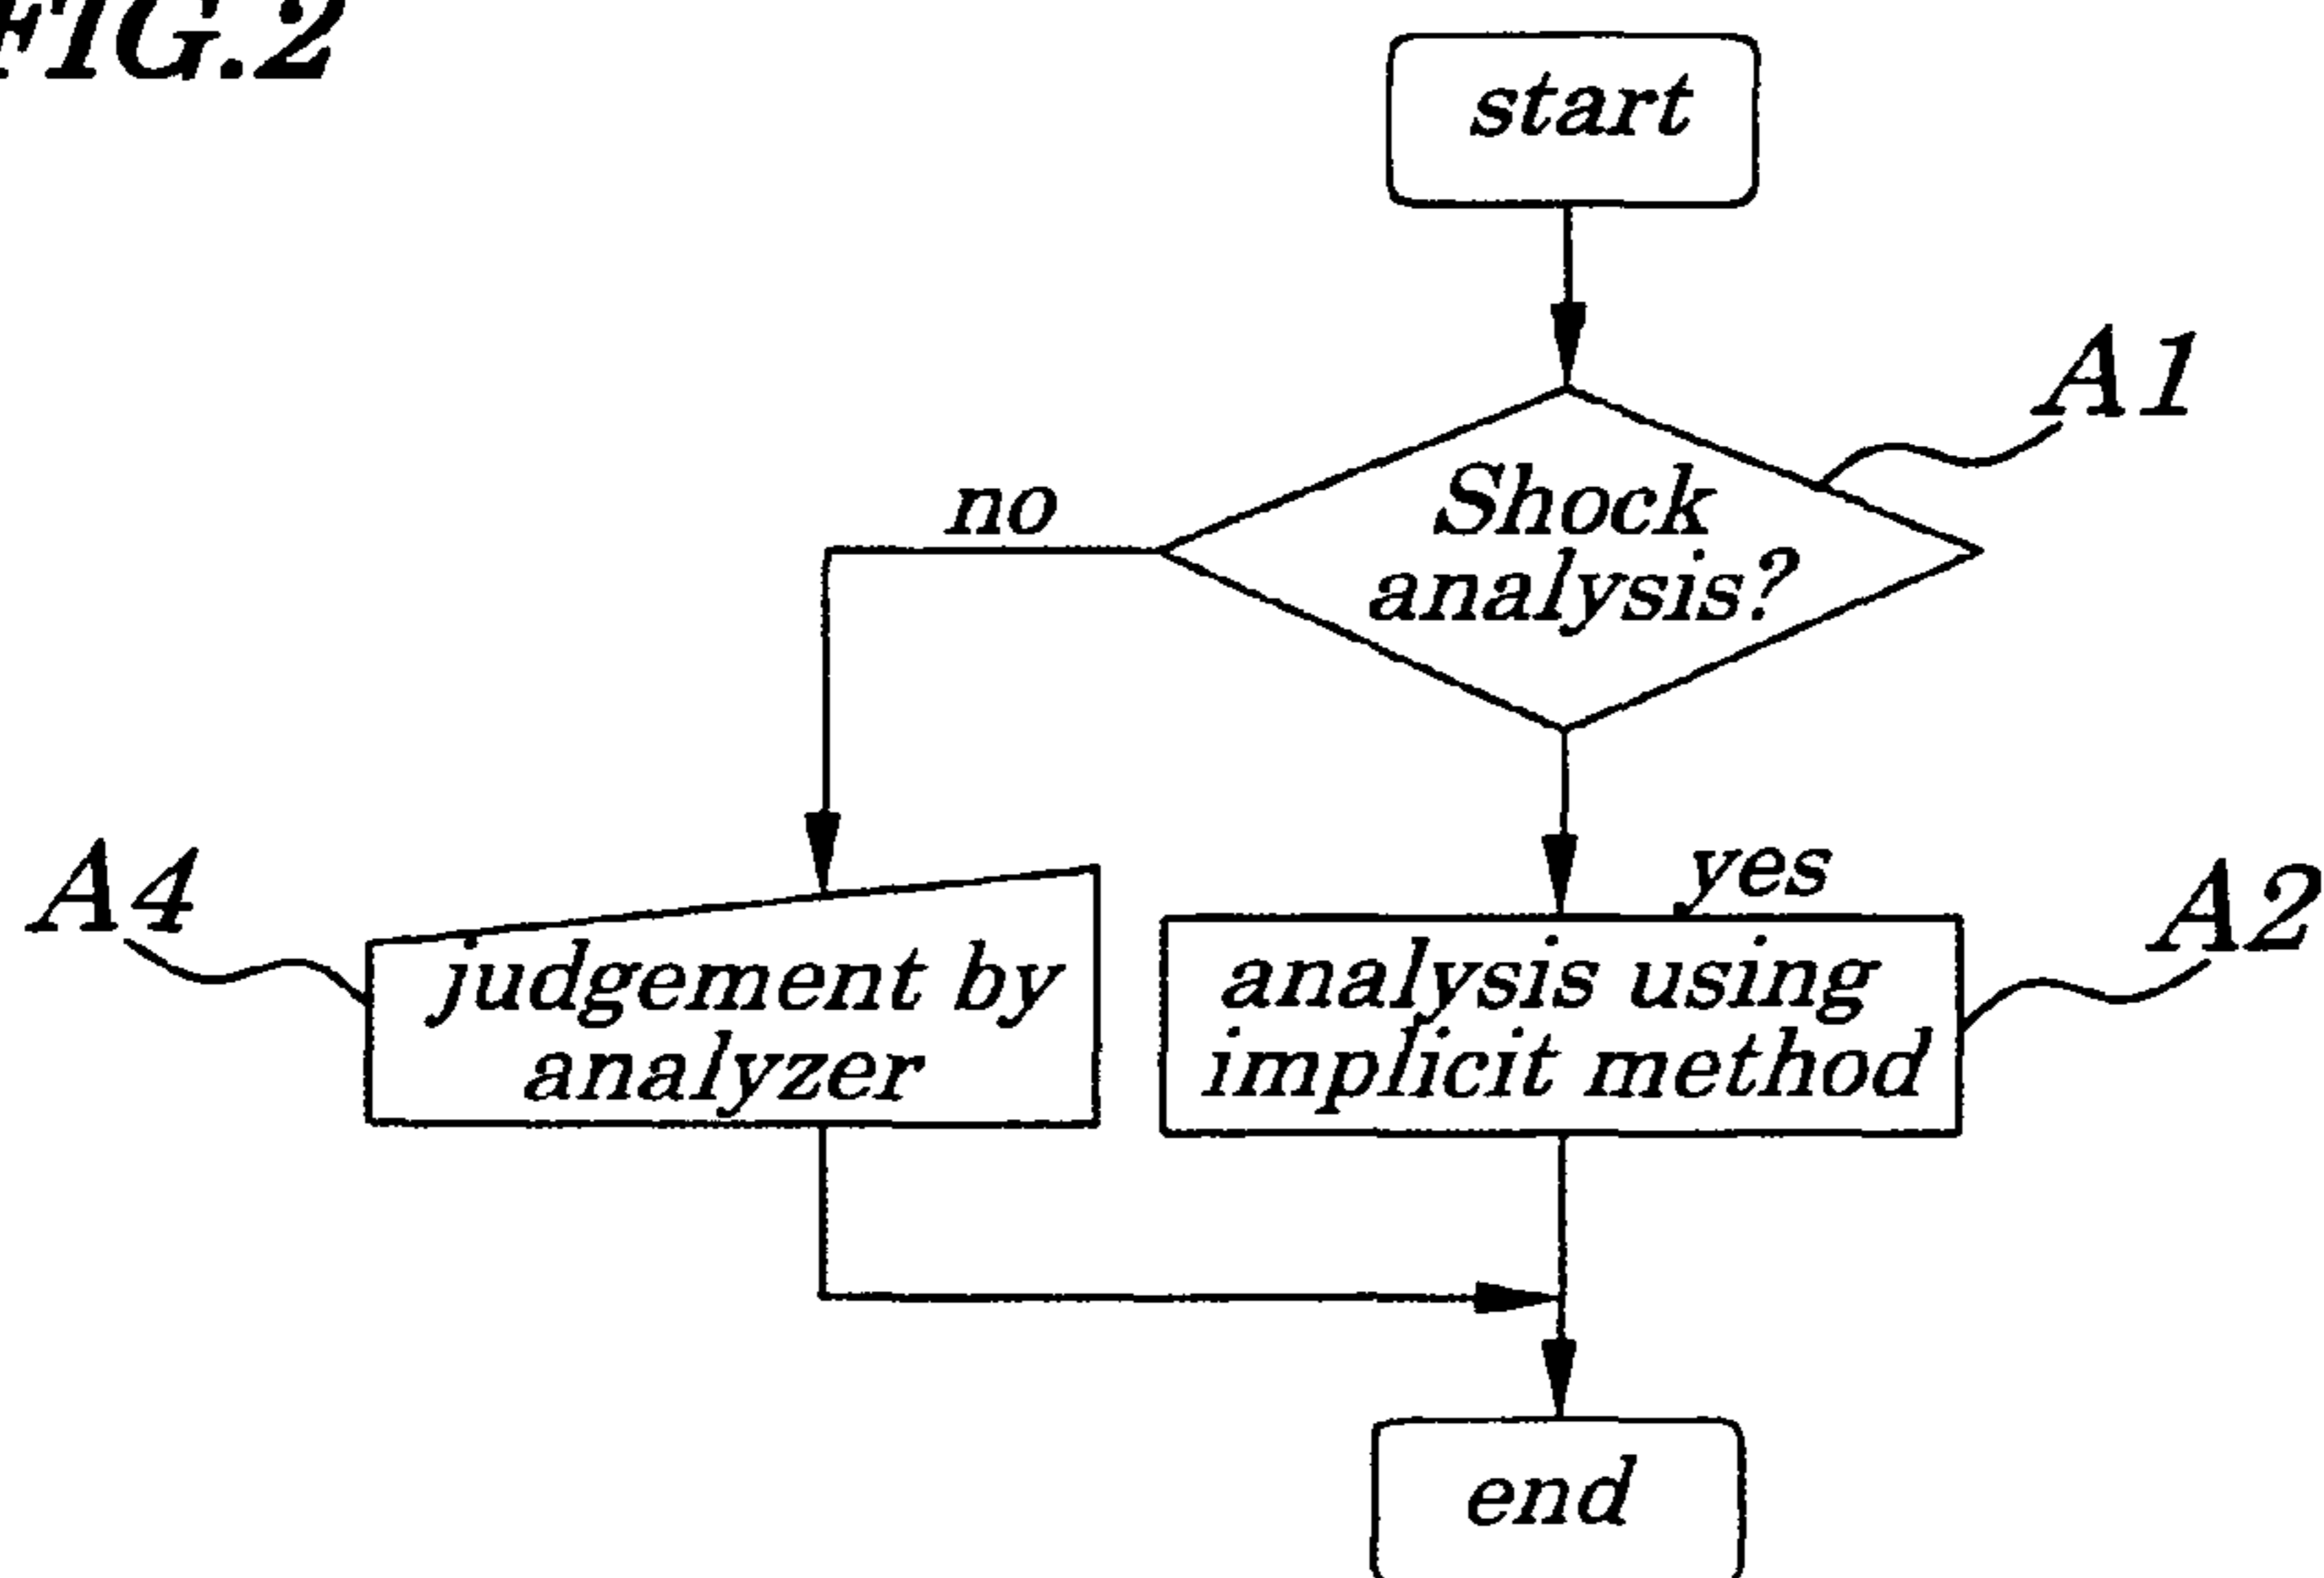 FIG.2
start
A1
no
Shock
analysis?
yes
A4
A2
judgement by
analyzer
analysis using
implicit method
end